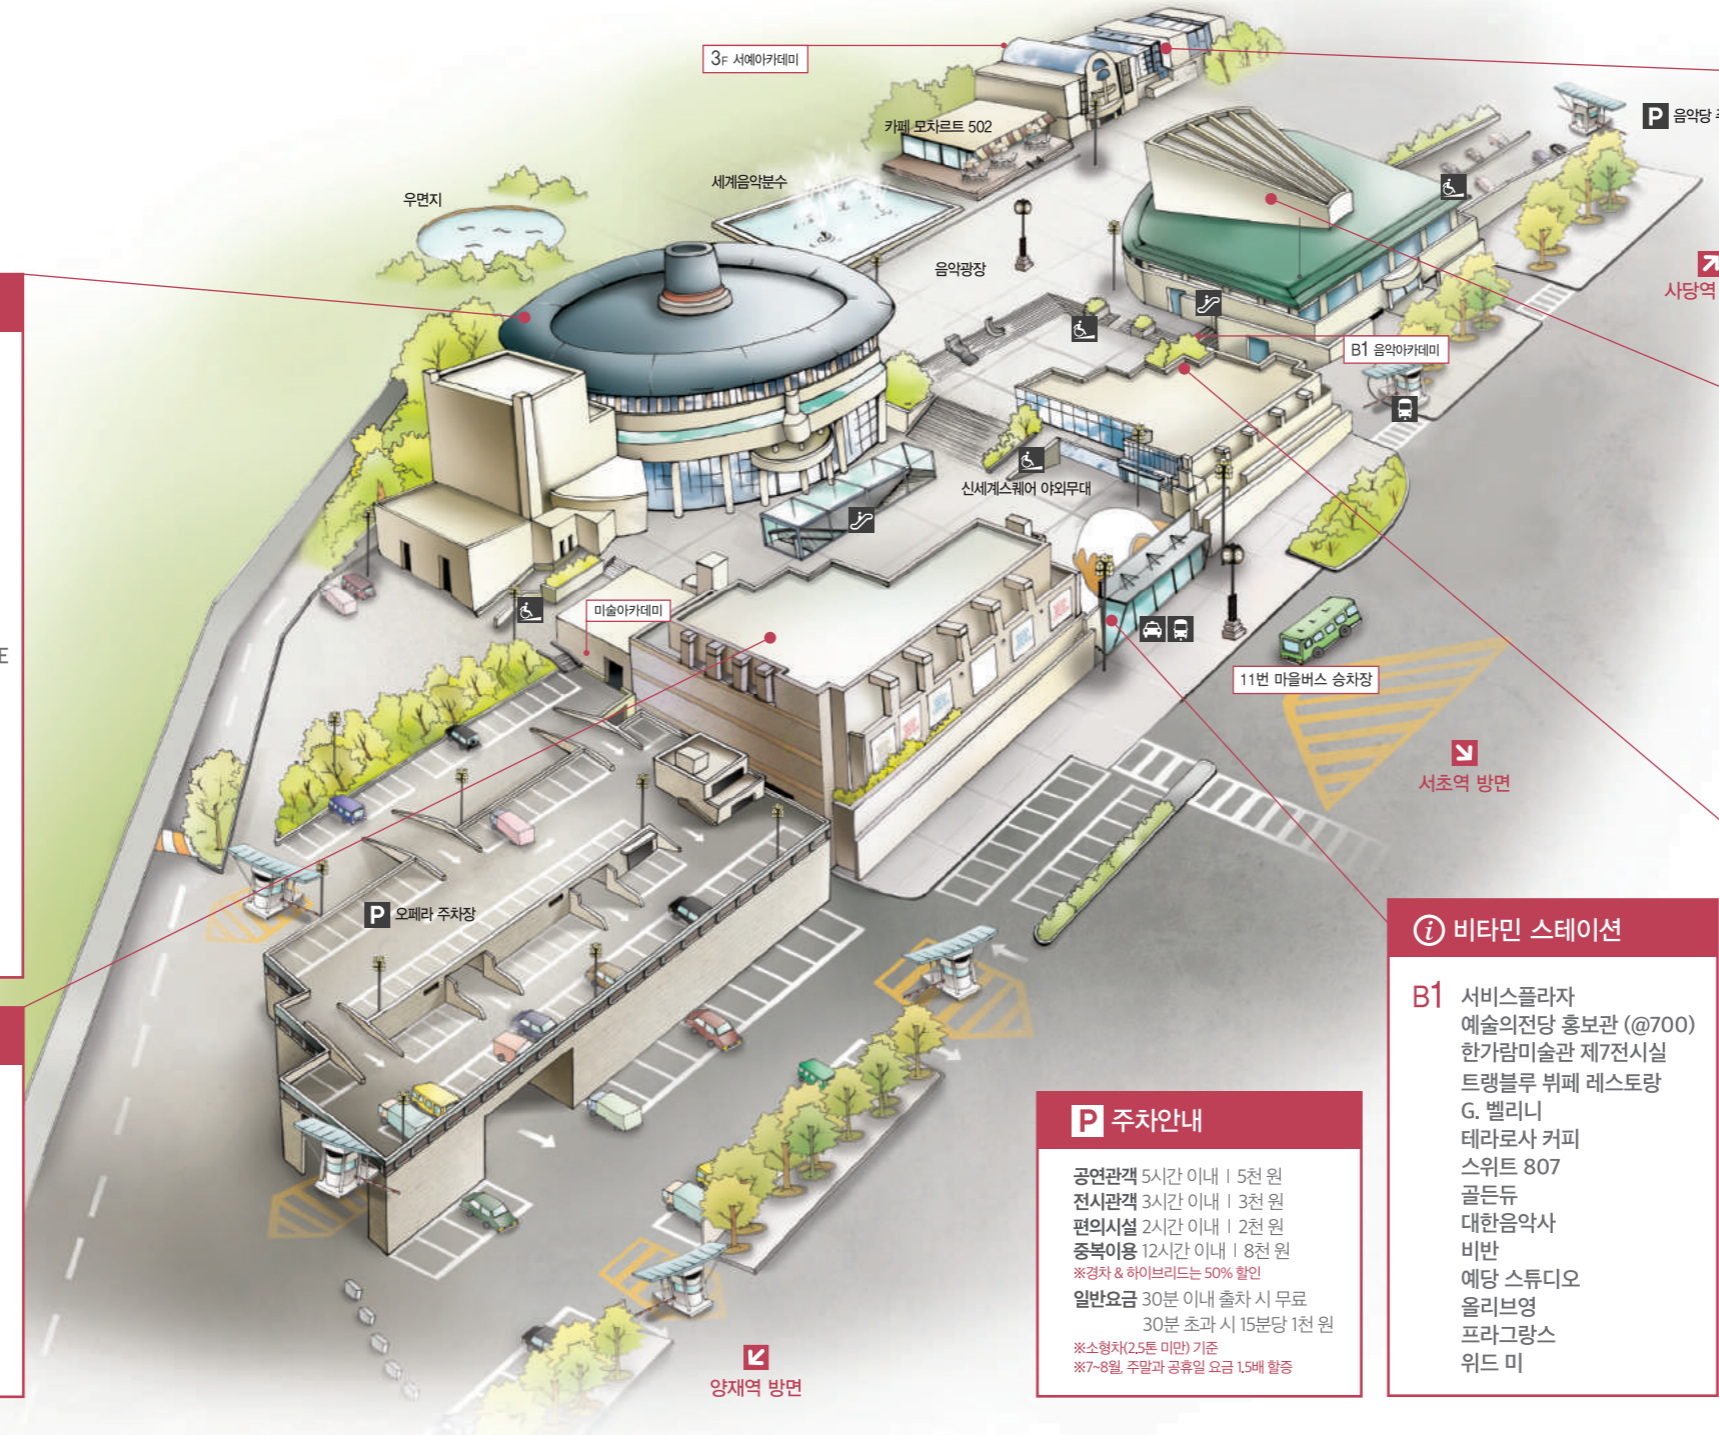 3F 서예아카데미
카페 모차르트 502
P 음악당
세계음악분수
우면지
음악광장
사당역
B1 음악아카데미
신세계스퀘어 야외무대
미술아카데미
E
11번 마을버스 승차장
서초역 방면
P 오페라 주차장
양재역 방면
P 주차안내
공연관객 5시간 이내 | 5천 원
전시관객 3시간 이내 | 3천 원
편의시설 2시간 이내 | 2천 원
중복이용 12시간 이내 | 8천 원
※경차 & 하이브리드는 50% 할인
일반요금 30분 이내 출차 시 무료
30분 초과 시 15분당 1천 원
※소형차(2.5톤 미만) 기준
※7~8월, 주말과 공휴일 요금 1.5배 할증
i 비타민 스테이션
B1 서비스플라자
예술의전당 홍보관 (@700)
한가람미술관 제7전시실
트랭블루 뷔페 레스토랑
G. 벨리니
테라로사 커피
스위트 807
골든듀
대한음악사
비반
예당 스튜디오
올리브영
프라그랑스
위드 미